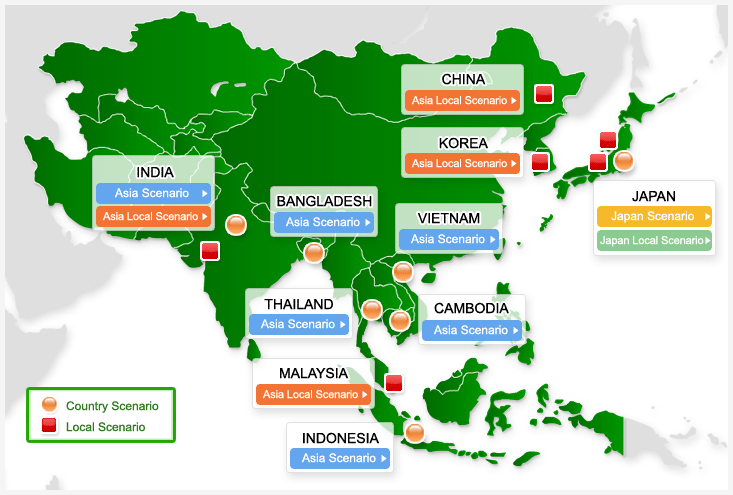 CHINA
Asia Local Scenario
KOREA
Asia Local Scenario
INDIA
Asia Scenario
Asia Local Scenario
BANGLADESH
Asia Scenario
JAPAN
Japan Scenario
Japan Local Scenario
VIETNAM
Asia Scenario
THAILAND
Asia Scenario
CAMBODIA
Asia Scenario
MALAYSIA
Asia Local Scenario
Country Scenario
Local Scenario
INDONESIA
Asia Scenario